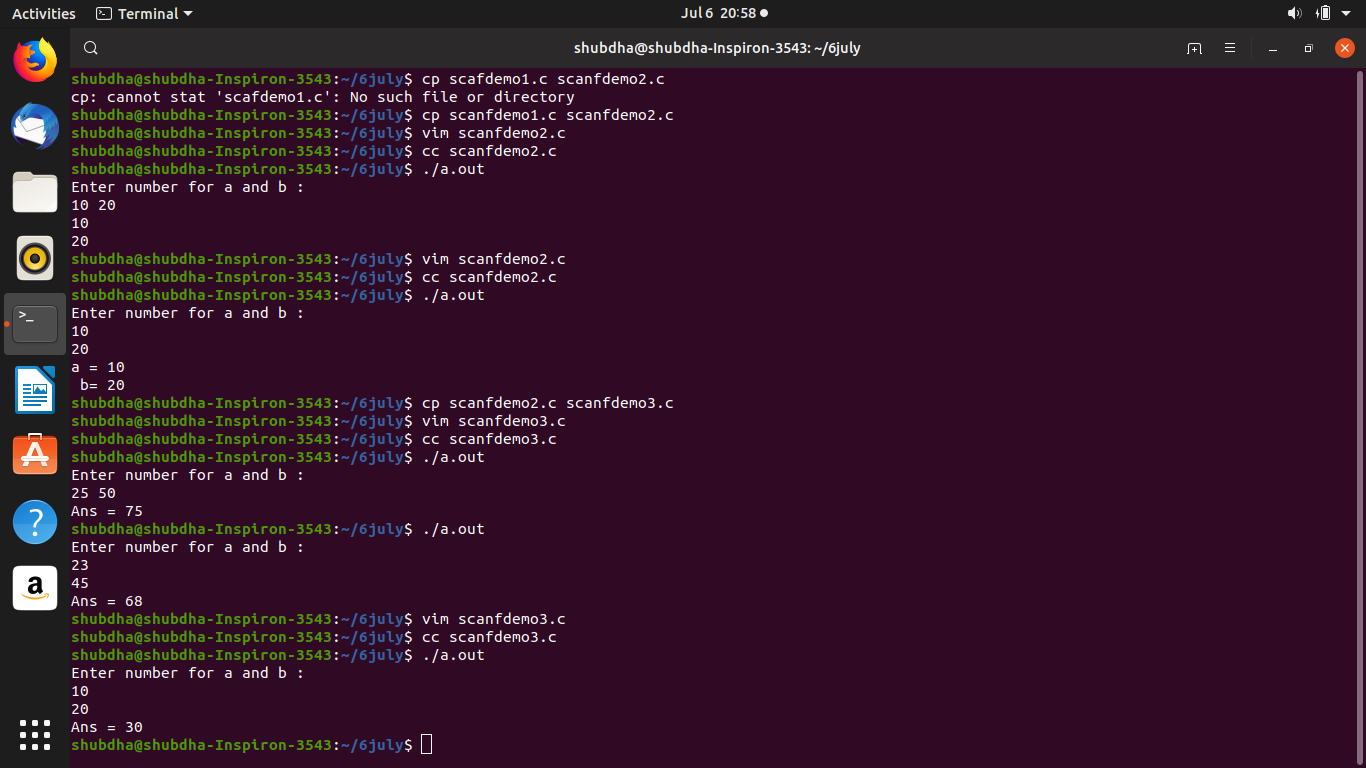 Activities Terminal Jul 6 20:58
shubdha@shubdha-Inspiron-3543: ~/6july
shubdha@shubdha-Inspiron-3543:~/6july$ cp scafdemo1.c scanfdemo2.c
cp: cannot stat 'scafdemo1.c': No such file or directory
shubdha@shubdha-Inspiron-3543:~/6july$ cp scanfdemo1.c scanfdemo2.c
shubdha@shubdha-Inspiron-3543:~/6july$ vim scanfdemo2.c
shubdha@shubdha-Inspiron-3543:~/6july$ cc scanfdemo2.c
shubdha@shubdha-Inspiron-3543:~/6july$ ./a.out
Enter number for a and b :
10 20
10
20
shubdha@shubdha-Inspiron-3543:~/6july$ vim scanfdemo2.c
shubdha@shubdha-Inspiron-3543:~/6july$ cc scanfdemo2.c
shubdha@shubdha-Inspiron-3543:~/6july$ ./a.out
Enter number for a and b :
10
20
a = 10
 b= 20
shubdha@shubdha-Inspiron-3543:~/6july$ cp scanfdemo2.c scanfdemo3.c
shubdha@shubdha-Inspiron-3543:~/6july$ vim scanfdemo3.c
shubdha@shubdha-Inspiron-3543:~/6july$ cc scanfdemo3.c
shubdha@shubdha-Inspiron-3543:~/6july$ ./a.out
Enter number for a and b :
25 50
Ans = 75
shubdha@shubdha-Inspiron-3543:~/6july$ ./a.out
Enter number for a and b :
23
45
Ans = 68
shubdha@shubdha-Inspiron-3543:~/6july$ vim scanfdemo3.c
shubdha@shubdha-Inspiron-3543:~/6july$ cc scanfdemo3.c
shubdha@shubdha-Inspiron-3543:~/6july$ ./a.out
Enter number for a and b :
10
20
Ans = 30
shubdha@shubdha-Inspiron-3543:~/6july$